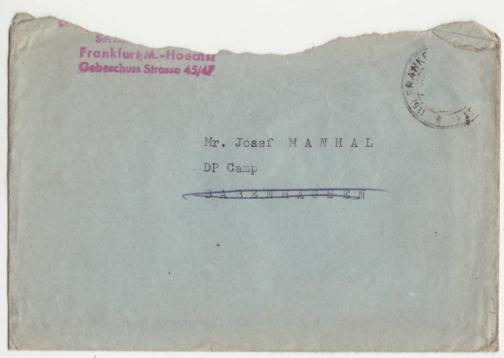 Frankfurt/M.-Hoechst
Gebeschuss Strasse 45/47
Mr. Josef M A N H A L
DP Camp
B A B E N H A U S E N